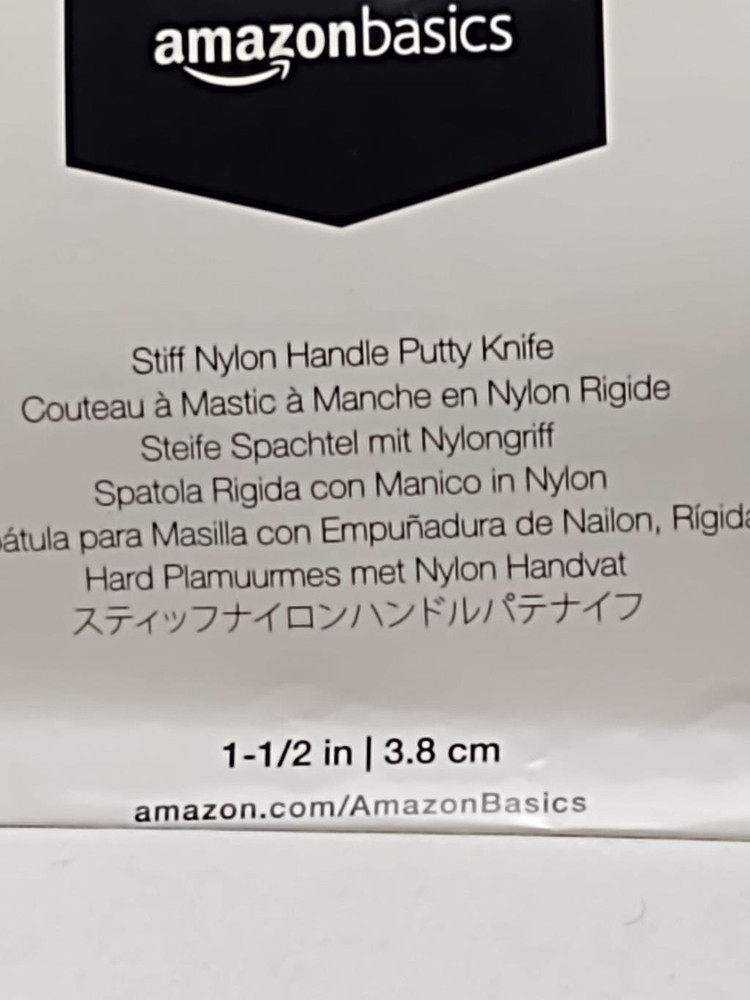 amazonbasics
Stiff Nylon Handle Putty Knife
Couteau à Mastic à Manche en Nylon Rigide
Steife Spachtel mit Nylongriff
Spatola Rigida con Manico in Nylon
para Masilla con Empuñadura de Nailon,
Hard Plamuurmes met Nylon Handvat
スティッフナイロンハンドルパテナイフ
1-1/2 in | 3.8 cm
amazon.com/AmazonBasics